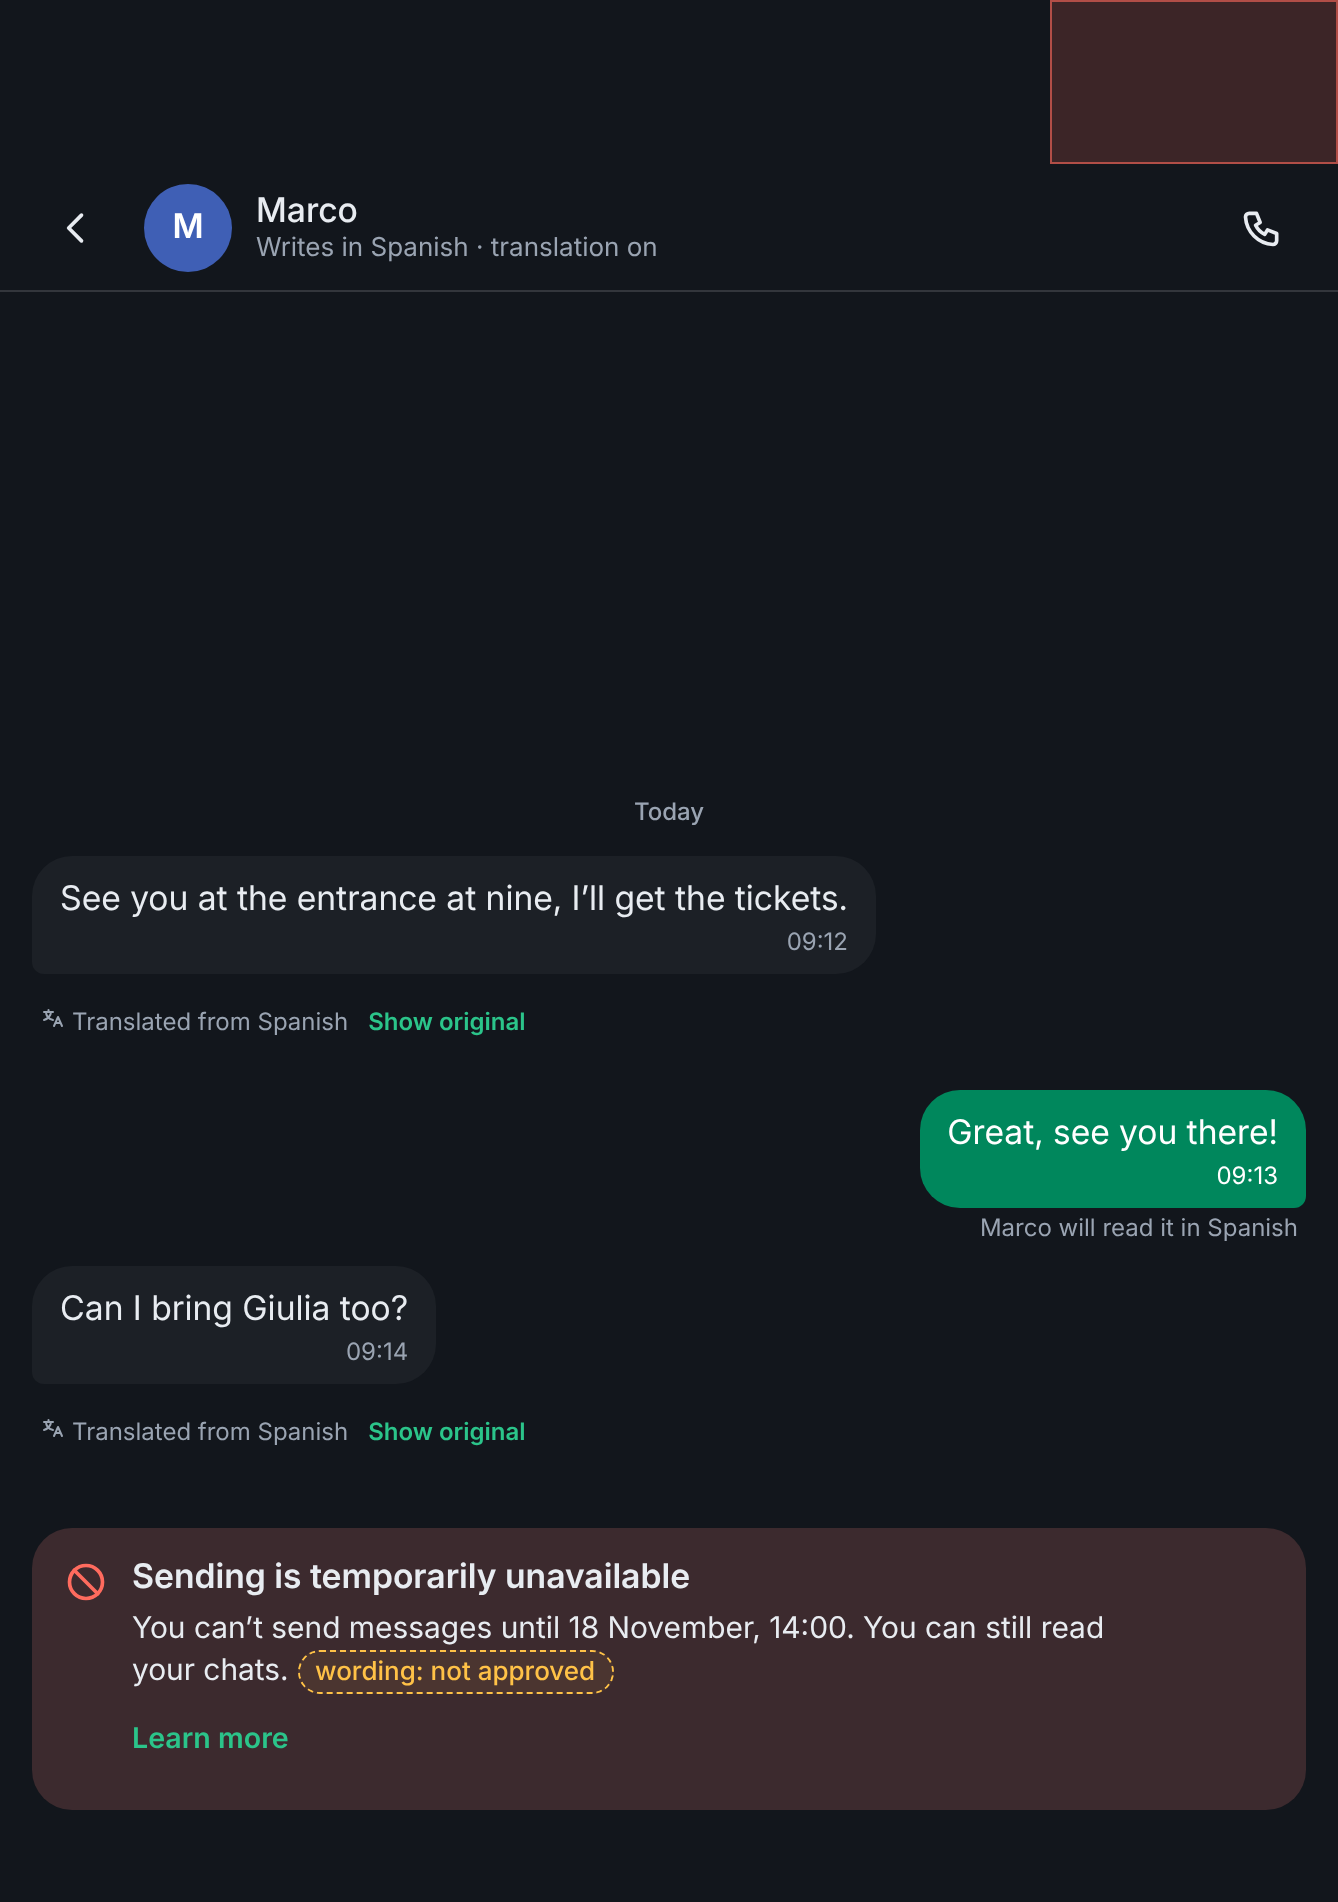 M
Marco
Writes in Spanish · translation on
Today
See you at the entrance at nine, I’ll get the tickets.
09:12
Translated from Spanish Show original
Great, see you there!
09:13
Marco will read it in Spanish
Can I bring Giulia too?
09:14
Translated from Spanish Show original
Sending is temporarily unavailable
You can’t send messages until 18 November, 14:00. You can still read
your chats. wording: not approved
Learn more